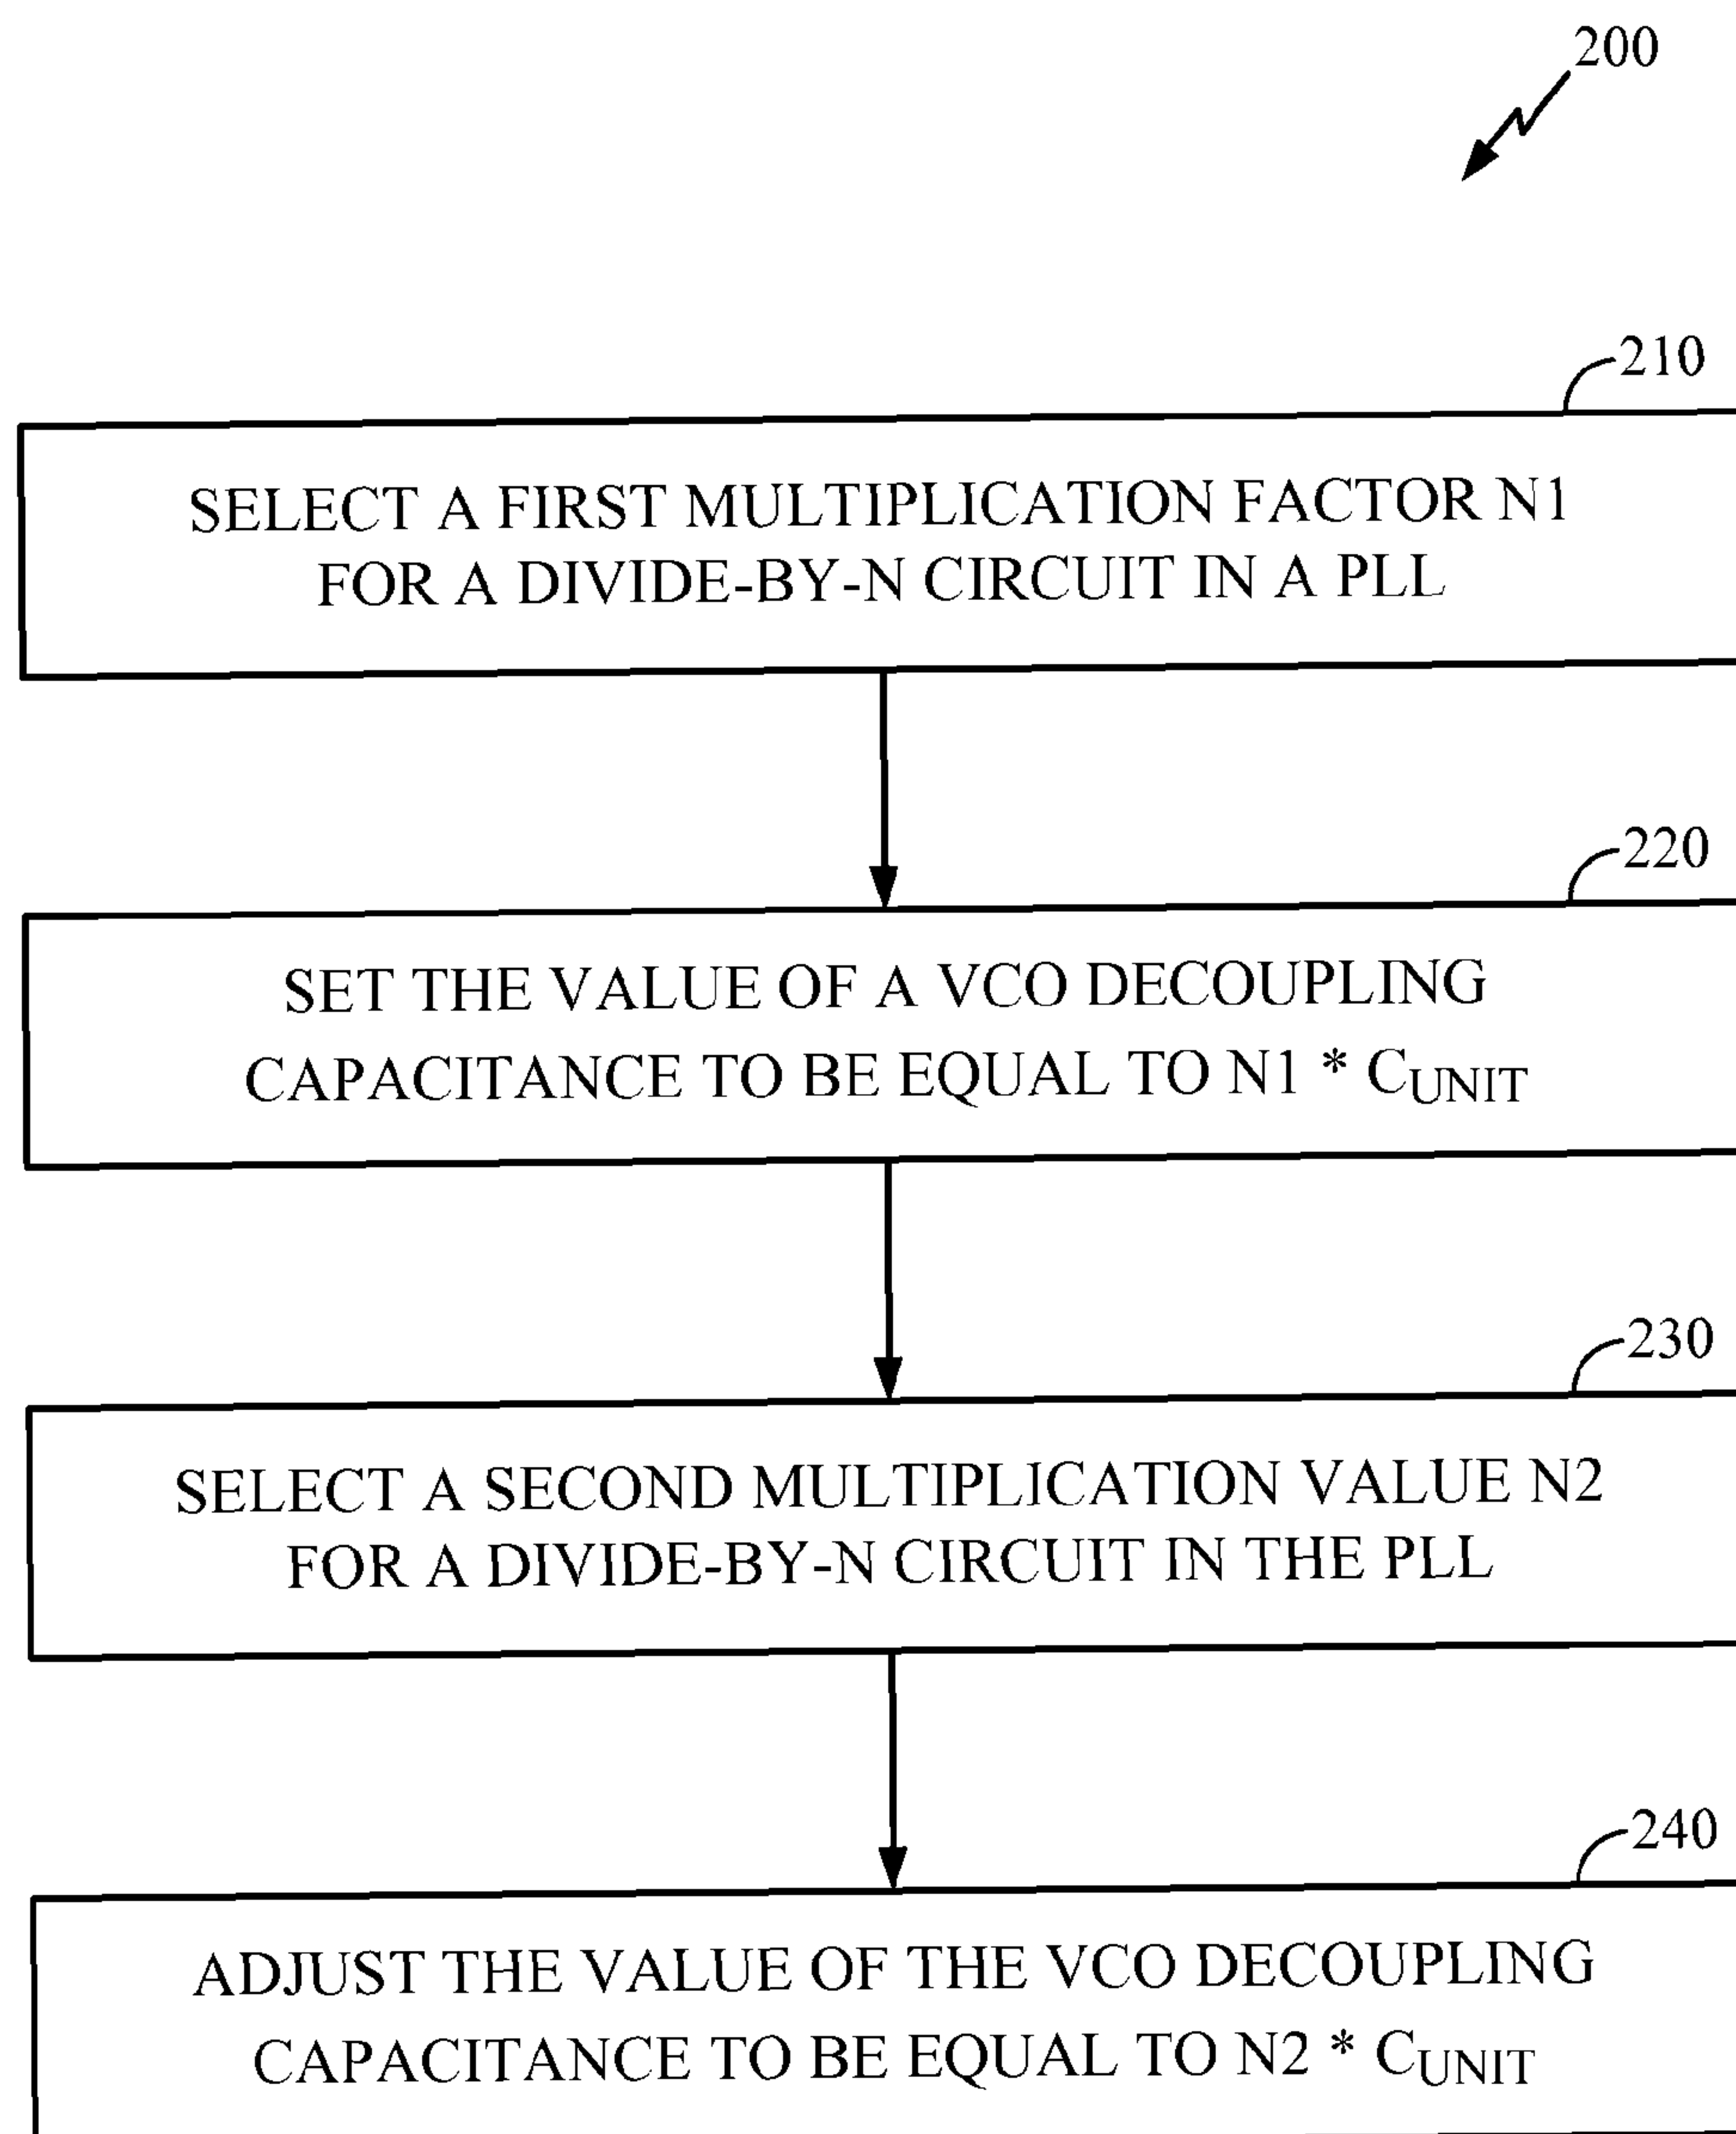 200
210
SELECT A FIRST MULTIPLICATION FACTOR N1
FOR A DIVIDE-BY-N CIRCUIT IN A PLL
220
SET THE VALUE OF A VCO DECOUPLING
CAPACITANCE TO BE EQUAL TO N1 * CUNIT
230
SELECT A SECOND MULTIPLICATION VALUE N2
FOR A DIVIDE-BY-N CIRCUIT IN THE PLL
240
ADJUST THE VALUE OF THE VCO DECOUPLING
CAPACITANCE TO BE EQUAL TO N2 * CUNIT